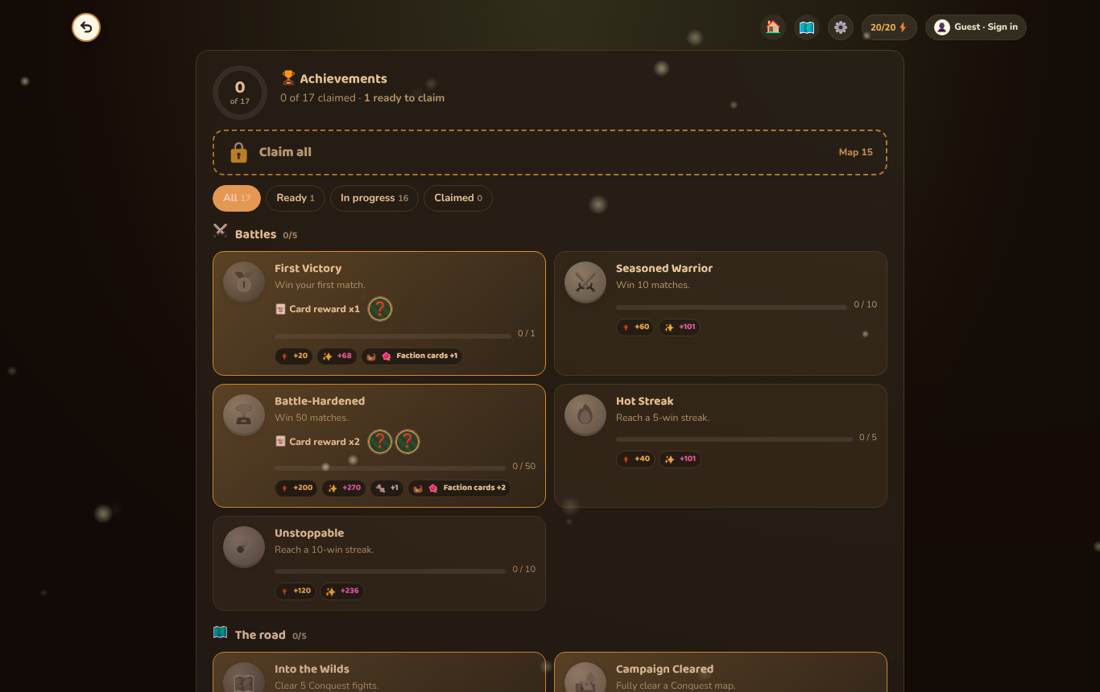 20/20
Guest · Sign in
0
of 17
Achievements
0 of 17 claimed · 1 ready to claim
Claim all
Map 15
All 17
Ready 1
In progress 16
Claimed 0
Battles 0/5
First Victory
Win your first match.
Card reward x1
0 / 1
+20
+68
Faction cards +1
Seasoned Warrior
Win 10 matches.
0 / 10
+60
+101
Battle-Hardened
Win 50 matches.
Card reward x2
0 / 50
+200
+270
+1
Faction cards +2
Hot Streak
Reach a 5-win streak.
0 / 5
+40
+101
Unstoppable
Reach a 10-win streak.
0 / 10
+120
+236
The road 0/5
Into the Wilds
Clear 5 Conquest fights.
Campaign Cleared
Fully clear a Conquest map.